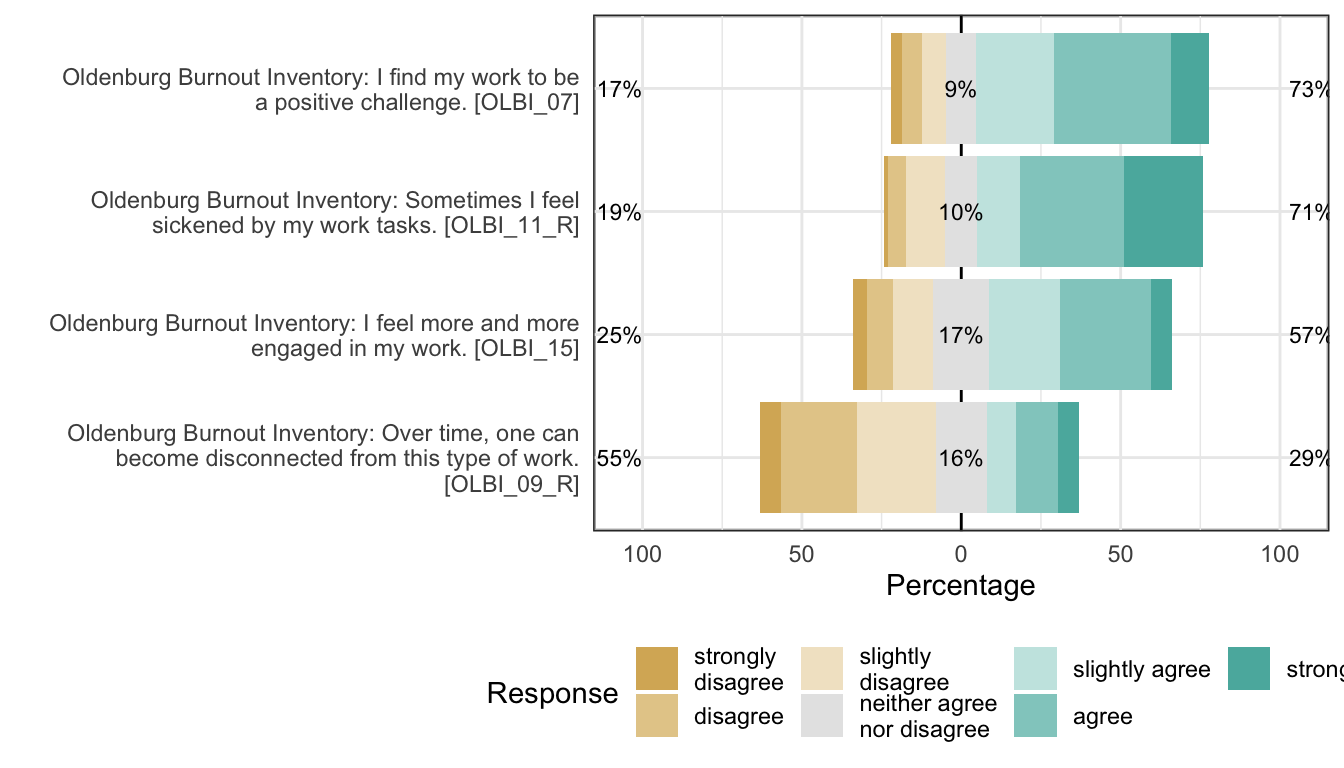 Oldenburg Burnout Inventory: I find my work to be
a positive challenge. [OLBI_07]
17%
9%
73%
Oldenburg Burnout Inventory: Sometimes I feel
sickened by my work tasks. [OLBI_11_R]
19%
10%
71%
Oldenburg Burnout Inventory: I feel more and more
engaged in my work. [OLBI_15]
25%
17%
57%
Oldenburg Burnout Inventory: Over time, one can
become disconnected from this type of work.
[OLBI_09_R]
55%
16%
29%
100 50 0 50 100
Percentage
Response
strongly
disagree
disagree
slightly
disagree
neither agree
nor disagree
slightly agree
agree
strong